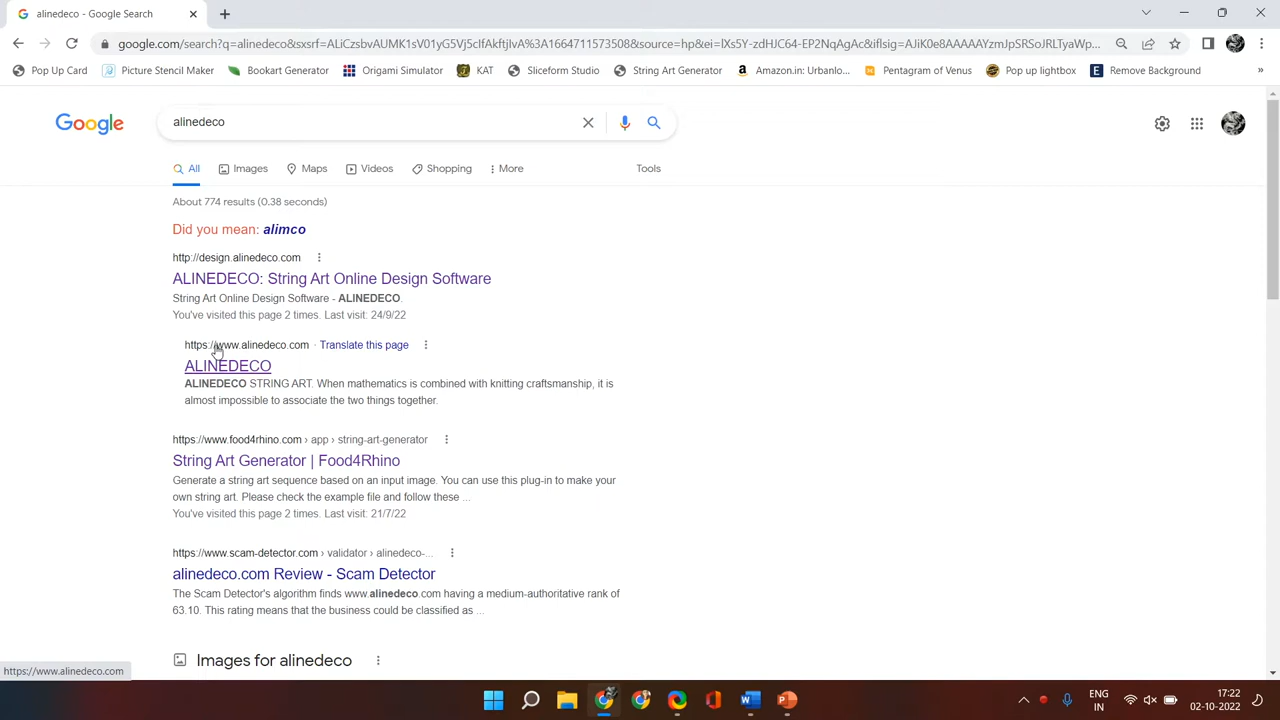 alinedeco - Google Search
google.com/search?q=alinedeco&sxsrf=ALiCzsbvAUMK1sV01yG5Vj5cIfAkftjIvA%3A1664711573508&source=hp&ei=lXs5Y-zdHJC64-EP2NqAgAc&iflsig=AJiK0e8AAAAAYzmJpSRSoJRLTyaWp...
Pop Up Card
Picture Stencil Maker
Bookart Generator
Origami Simulator
KAT
Sliceform Studio
String Art Generator
Amazon.in: Urbanlo...
Pentagram of Venus
Pop up lightbox
Remove Background
»
Google
alinedeco
All
Images
Maps
Videos
Shopping
More
Tools
About 774 results (0.38 seconds)
Did you mean: alimco
http://design.alinedeco.com
ALINEDECO: String Art Online Design Software
String Art Online Design Software - ALINEDECO.
You've visited this page 2 times. Last visit: 24/9/22
https://www.alinedeco.com · Translate this page
ALINEDECO
ALINEDECO STRING ART. When mathematics is combined with knitting craftsmanship, it is
almost impossible to associate the two things together.
https://www.food4rhino.com › app › string-art-generator
String Art Generator | Food4Rhino
Generate a string art sequence based on an input image. You can use this plug-in to make your
own string art. Please check the example file and follow these ...
You've visited this page 2 times. Last visit: 21/7/22
https://www.scam-detector.com › validator › alinedeco-...
alinedeco.com Review - Scam Detector
The Scam Detector's algorithm finds www.alinedeco.com having a medium-authoritative rank of
63.10. This rating means that the business could be classified as ...
Images for alinedeco
https://www.alinedeco.com
ENG
IN
17:22
02-10-2022